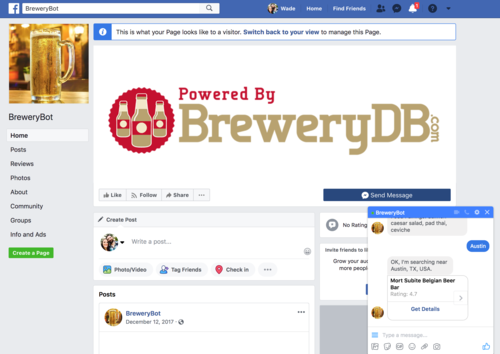 BreweryBot
Wade
Home
Find Friends
This is what your Page looks like to a visitor. Switch back to your view to manage this Page.
BreweryBot
Home
Posts
Reviews
Photos
About
Community
Groups
Info and Ads
Create a Page
Powered By
BreweryDB.com
Like
Follow
Share
Send Message
Create Post
Write a post...
Photo/Video
Tag Friends
Check in
Posts
BreweryBot
December 12, 2017
No Rating
Invite friends to li
Grow your au
more people
BreweryBot
caesar salad, pad thai,
ceviche
Austin
OK, I'm searching near
Austin, TX, USA.
Mort Subite Belgian Beer
Bar
Rating: 4.7
Get Details
Type a message...